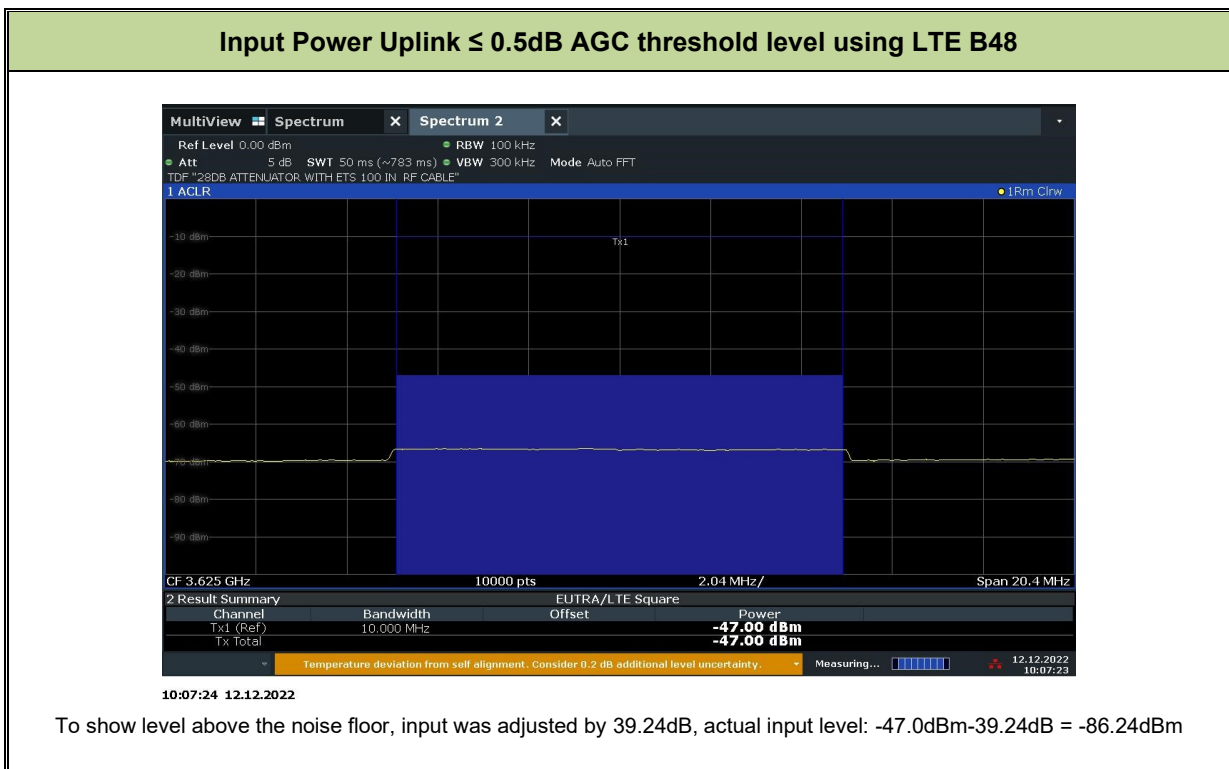 Input Power Uplink ≤ 0.5dB AGC threshold level using LTE B48
MultiView Spectrum X Spectrum 2 X
Ref Level 0.00 dBm RBW 100 kHz
Att 5 dB SWT 50 ms (~783 ms) VBW 300 kHz Mode Auto FFT
TDF "28DB ATTENUATOR WITH ETS 100 IN RF CABLE"
1 ACLR 1Rm Clrw
-10 dBm
Tx1
-20 dBm
-30 dBm
-40 dBm
-50 dBm
-60 dBm
-70 dBm
-80 dBm
-90 dBm
CF 3.625 GHz 10000 pts 2.04 MHz/ Span 20.4 MHz
2 Result Summary EUTRA/LTE Square
Channel Bandwidth Offset Power
Tx1 (Ref) 10.000 MHz -47.00 dBm
Tx Total -47.00 dBm
Temperature deviation from self alignment. Consider 0.2 dB additional level uncertainty. Measuring... 12.12.2022
10:07:23
10:07:24 12.12.2022
To show level above the noise floor, input was adjusted by 39.24dB, actual input level: -47.0dBm-39.24dB = -86.24dBm